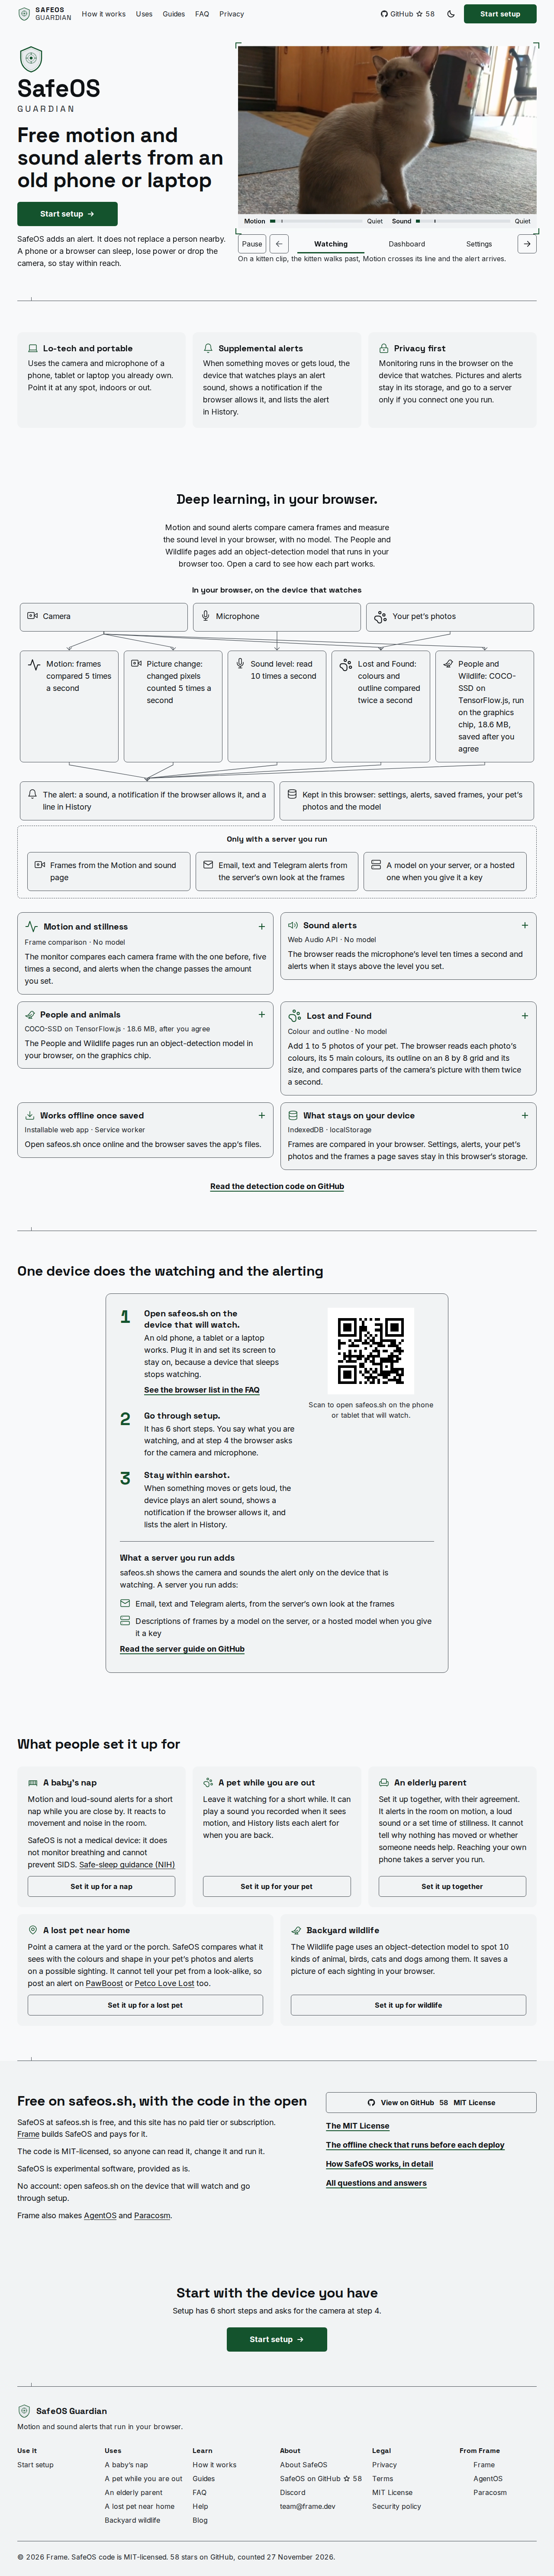 SAFEOS
GUARDIAN
How it works
Uses
Guides
FAQ
Privacy
GitHub ☆ 58
Start setup
SafeOS
GUARDIAN
Free motion and
sound alerts from an
old phone or laptop
Start setup →
SafeOS adds an alert. It does not replace a person nearby.
A phone or a browser can sleep, lose power or drop the
camera, so stay within reach.
Motion
Quiet
Sound
Quiet
Pause
←
Watching
Dashboard
Settings
→
On a kitten clip, the kitten walks past, Motion crosses its line and the alert arrives.
Lo-tech and portable
Uses the camera and microphone of a
phone, tablet or laptop you already own.
Point it at any spot, indoors or out.
Supplemental alerts
When something moves or gets loud, the
device that watches plays an alert
sound, shows a notification if the
browser allows it, and lists the alert
in History.
Privacy first
Monitoring runs in the browser on the
device that watches. Pictures and alerts
stay in its storage, and go to a server
only if you connect one you run.
Deep learning, in your browser.
Motion and sound alerts compare camera frames and measure
the sound level in the browser, with no model. The People and
Wildlife pages add an object-detection model that runs in your
browser too. Open a card to see how each part works.
In your browser, on the device that watches
Camera
Microphone
Your pet's photos
Motion: frames
compared 5 times
a second
Picture change:
changed pixels
counted 5 times a
second
Sound level: read
10 times a second
Lost and Found:
colours and
outline compared
twice a second
People and
Wildlife: COCO-
SSD on
TensorFlow.js, run
on the graphics
chip, 18.6 MB,
saved after you
agree
The alert: a sound, a notification if the browser allows it, and a
line in History
Kept in this browser: settings, alerts, saved frames, your pet's
photos and the model
Only with a server you run
Frames from the Motion and sound
page
Email, text and Telegram alerts from
the server's own look at the frames
A model on your server, or a hosted
one when you give it a key
Motion and stillness
+
Frame comparison · No model
The monitor compares each camera frame with the one before, five
times a second, and alerts when the change passes the amount
you set.
Sound alerts
+
Web Audio API · No model
The browser reads the microphone's level ten times a second and
alerts when it stays above the level you set.
People and animals
+
COCO-SSD on TensorFlow.js · 18.6 MB, after you agree
The People and Wildlife pages run an object-detection model in
your browser, on the graphics chip.
Lost and Found
+
Colour and outline · No model
Add 1 to 5 photos of your pet. The browser reads each photo's
colours, its 5 main colours, its outline on an 8 by 8 grid and its
size, and compares parts of the camera's picture with them twice
a second.
Works offline once saved
+
Installable web app · Service worker
Open safeos.sh once online and the browser saves the app's files.
What stays on your device
+
IndexedDB · localStorage
Frames are compared in your browser. Settings, alerts, your pet's
photos and the frames a page saves stay in this browser's storage.
Read the detection code on GitHub
One device does the watching and the alerting
1
Open safeos.sh on the
device that will watch.
An old phone, a tablet or a laptop
works. Plug it in and set its screen to
stay on, because a device that sleeps
stops watching.
See the browser list in the FAQ
2
Go through setup.
It has 6 short steps. You say what you are
watching, and at step 4 the browser asks
for the camera and microphone.
3
Stay within earshot.
When something moves or gets loud, the
device plays an alert sound, shows a
notification if the browser allows it, and
lists the alert in History.
Scan to open safeos.sh on the phone
or tablet that will watch.
What a server you run adds
safeos.sh shows the camera and sounds the alert only on the device that is
watching. A server you run adds:
Email, text and Telegram alerts, from the server's own look at the frames
Descriptions of frames by a model on the server, or a hosted model when you give
it a key
Read the server guide on GitHub
What people set it up for
A baby's nap
Motion and loud-sound alerts for a short
nap while you are close by. It reacts to
movement and noise in the room.
SafeOS is not a medical device: it does
not monitor breathing and cannot
prevent SIDS. Safe-sleep guidance (NIH)
Set it up for a nap
A pet while you are out
Leave it watching for a short while. It can
play a sound you recorded when it sees
motion, and History lists each alert for
when you are back.
Set it up for your pet
An elderly parent
Set it up together, with their agreement.
It alerts in the room on motion, a loud
sound or a set time of stillness. It cannot
tell why nothing has moved or whether
someone needs help. Reaching your own
phone takes a server you run.
Set it up together
A lost pet near home
Point a camera at the yard or the porch. SafeOS compares what it
sees with the colours and shape in your pet's photos and alerts
on a possible sighting. It cannot tell your pet from a look-alike, so
post an alert on PawBoost or Petco Love Lost too.
Set it up for a lost pet
Backyard wildlife
The Wildlife page uses an object-detection model to spot 10
kinds of animal, birds, cats and dogs among them. It saves a
picture of each sighting in your browser.
Set it up for wildlife
Free on safeos.sh, with the code in the open
SafeOS at safeos.sh is free, and this site has no paid tier or subscription.
Frame builds SafeOS and pays for it.
The code is MIT-licensed, so anyone can read it, change it and run it.
SafeOS is experimental software, provided as is.
No account: open safeos.sh on the device that will watch and go
through setup.
Frame also makes AgentOS and Paracosm.
View on GitHub 58 MIT License
The MIT License
The offline check that runs before each deploy
How SafeOS works, in detail
All questions and answers
Start with the device you have
Setup has 6 short steps and asks for the camera at step 4.
Start setup →
SafeOS Guardian
Motion and sound alerts that run in your browser.
Use it
Start setup
Uses
A baby's nap
A pet while you are out
An elderly parent
A lost pet near home
Backyard wildlife
Learn
How it works
Guides
FAQ
Help
Blog
About
About SafeOS
SafeOS on GitHub ☆ 58
Discord
team@frame.dev
Legal
Privacy
Terms
MIT License
Security policy
From Frame
Frame
AgentOS
Paracosm
© 2026 Frame. SafeOS code is MIT-licensed. 58 stars on GitHub, counted 27 November 2026.